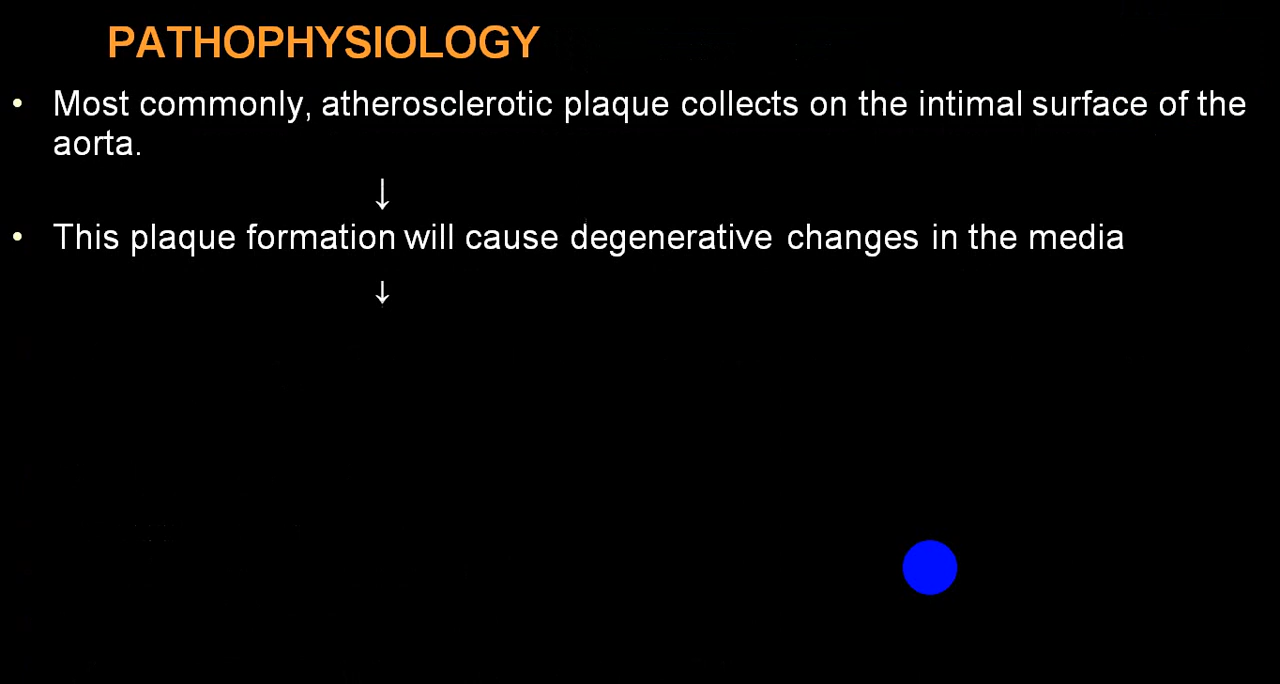 PATHOPHYSIOLOGY
• Most commonly, atherosclerotic plaque collects on the intimal surface of the
aorta.
↓
• This plaque formation will cause degenerative changes in the media
↓